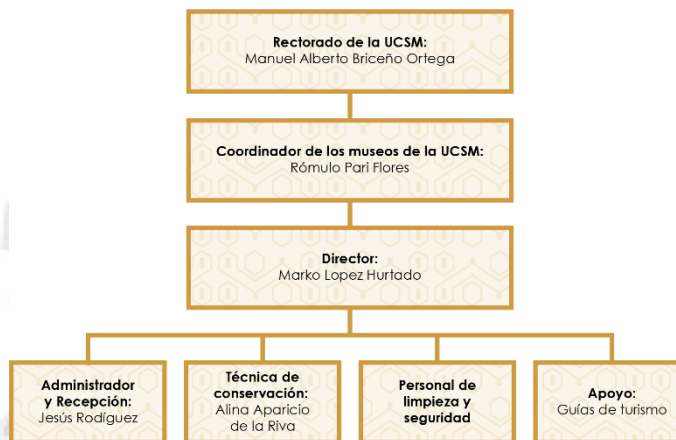 Rectorado de la UCSM:
Manuel Alberto Briceño Ortega
Coordinador de los museos de la UCSM:
Rómulo Pari Flores
Director:
Marko Lopez Hurtado
Administrador
y Recepción:
Jesús Rodíguez
Técnica de
conservación:
Alina Aparicio
de la Riva
Personal de
limpieza y
seguridad
Apoyo:
Guías de turismo